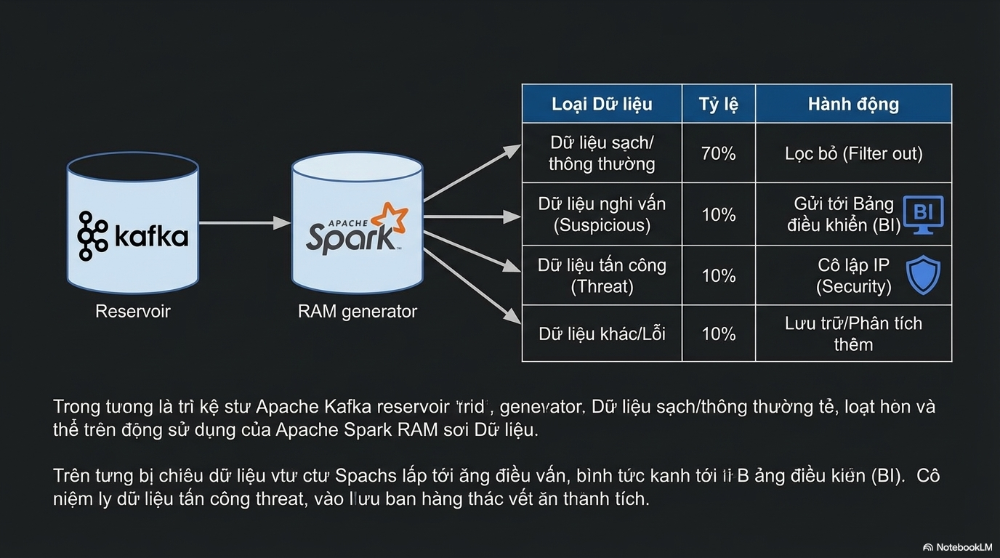 Loại Dữ liệu
Tỷ lệ
Hành động
Dữ liệu sạch/
thông thường
70%
Lọc bỏ (Filter out)
Dữ liệu nghi vấn
(Suspicious)
10%
Gửi tới Bảng
điều khiển (BI)
BI
Dữ liệu tấn công
(Threat)
10%
Cô lập IP
(Security)
Dữ liệu khác/Lỗi
10%
Lưu trữ/Phân tích
thêm
kafka
Reservoir
APACHE
Spark
TM
RAM generator
Trong tương là trì kệ stư Apache Kafka reservoir , Dữ liệu sạch/thông thường tẻ, loạt hờn và
thể trên động sử dụng của Apache Spark RAM sơi Dữ liệu.
Trên tưng bị chiêu dữ liệu vtư ctư Spachs lấp tới ăng điều vấn, bình tức kanh tới B ảng điều (BI). Cô
niệm ly dữ liệu tấn công threat, vào ban hàng thác vết ăn thành tích.
NotebookLM